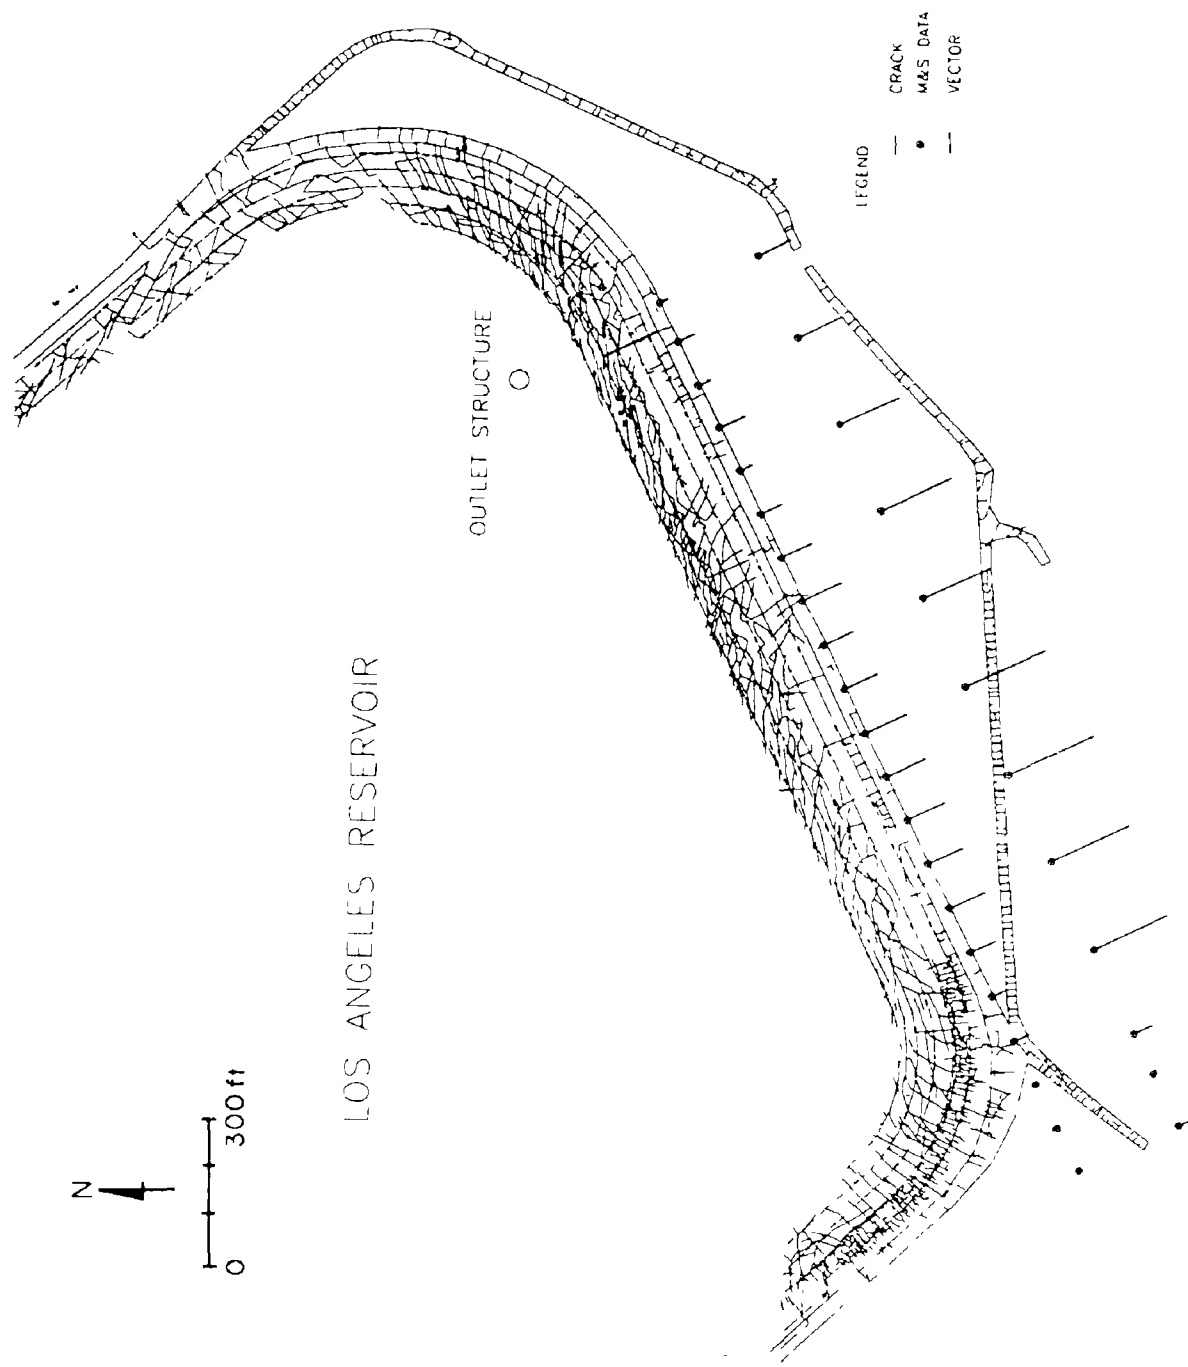 N
0 300 ft
LOS ANGELES RESERVOIR
OUTLET STRUCTURE
LEGEND
CRACK
M&S DATA
VECTOR